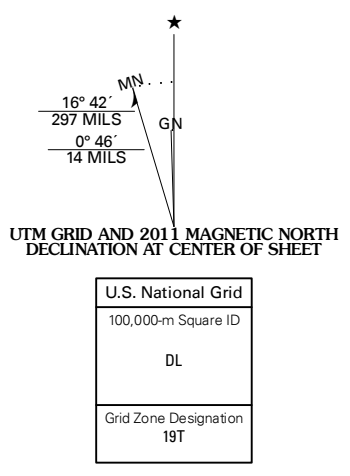 ★
MN
16° 42´
297 MILS
GN
0° 46´
14 MILS
UTM GRID AND 2011 MAGNETIC NORTH
DECLINATION AT CENTER OF SHEET
U.S. National Grid
100,000-m Square ID
DL
Grid Zone Designation
19T